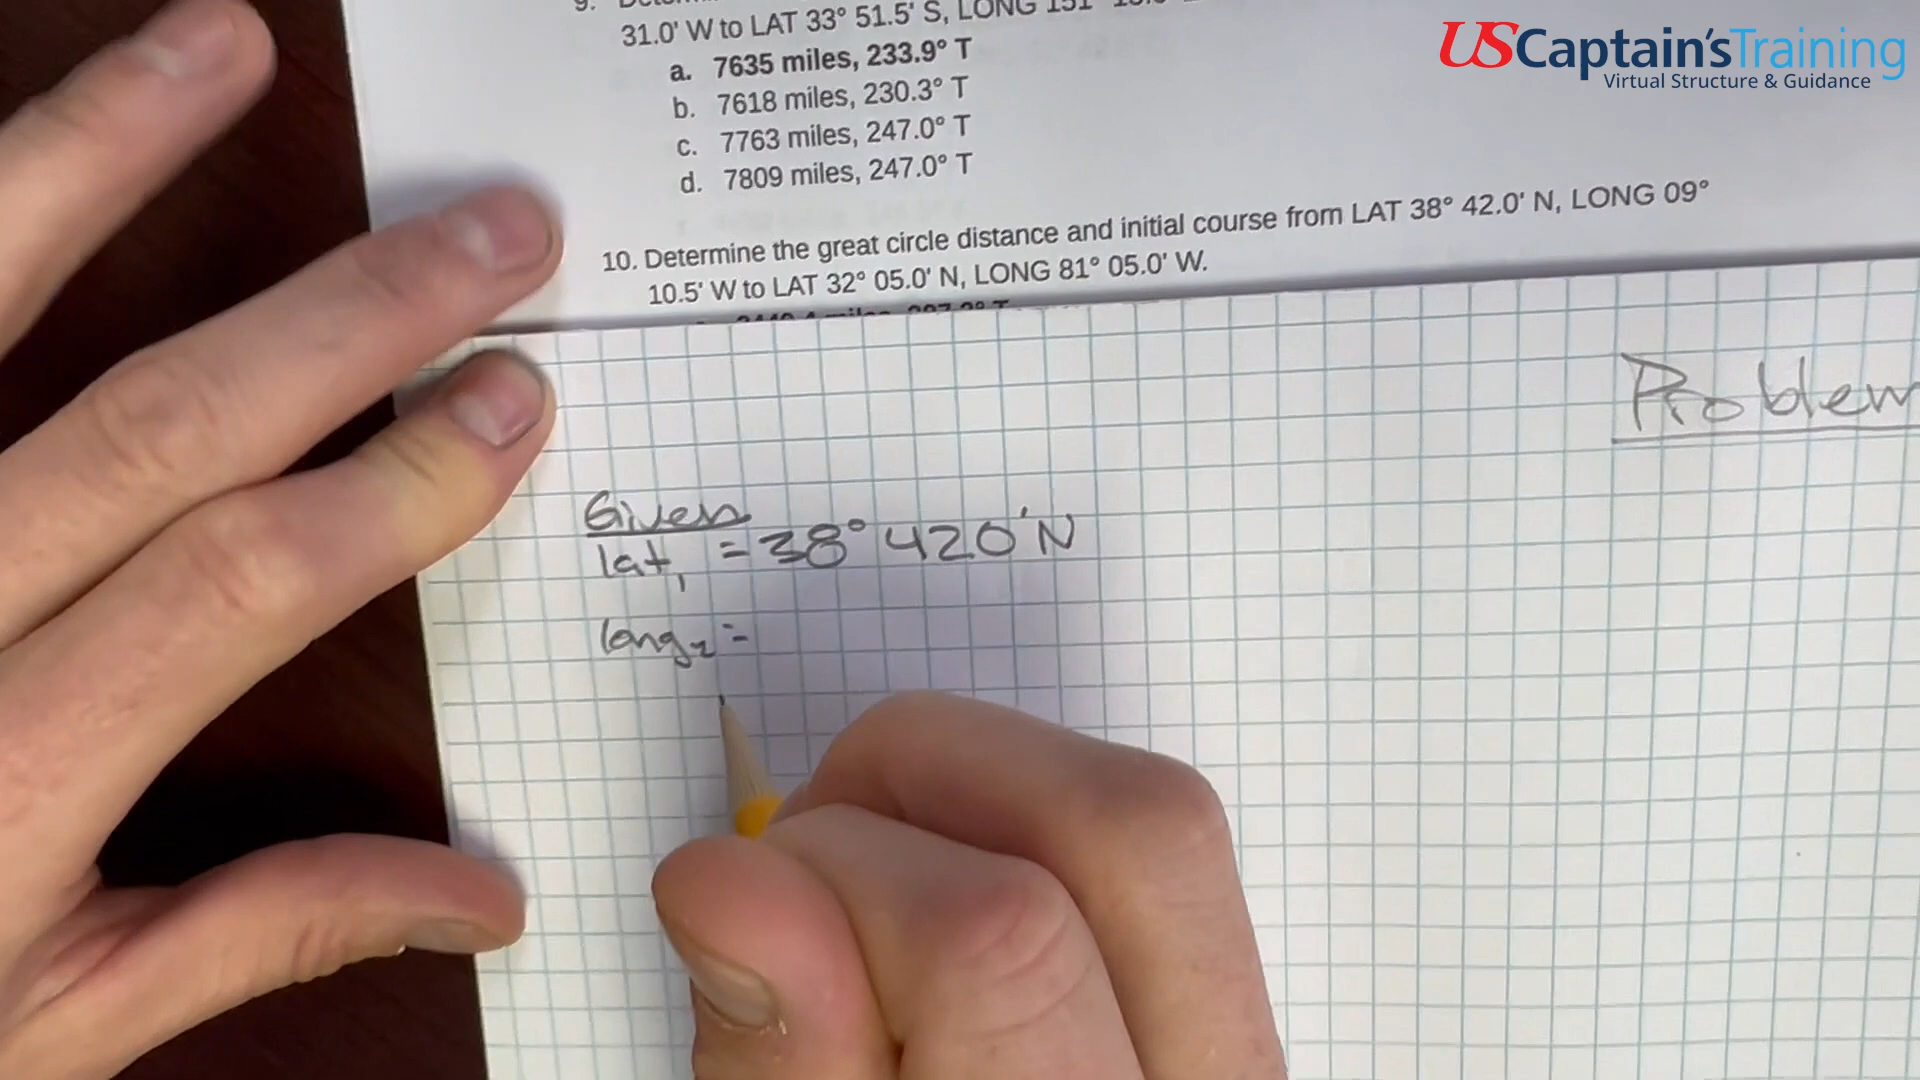 USCaptain'sTraining
Virtual Structure & Guidance
9.
31.0' W to LAT 33° 51.5' S, LONG 151°
a. 7635 miles, 233.9° T
b. 7618 miles, 230.3° T
c. 7763 miles, 247.0° T
d. 7809 miles, 247.0° T
10. Determine the great circle distance and initial course from LAT 38° 42.0' N, LONG 09°
10.5' W to LAT 32° 05.0' N, LONG 81° 05.0' W.
Problem
Given
lat₁ = 38° 420' N
long₂ =